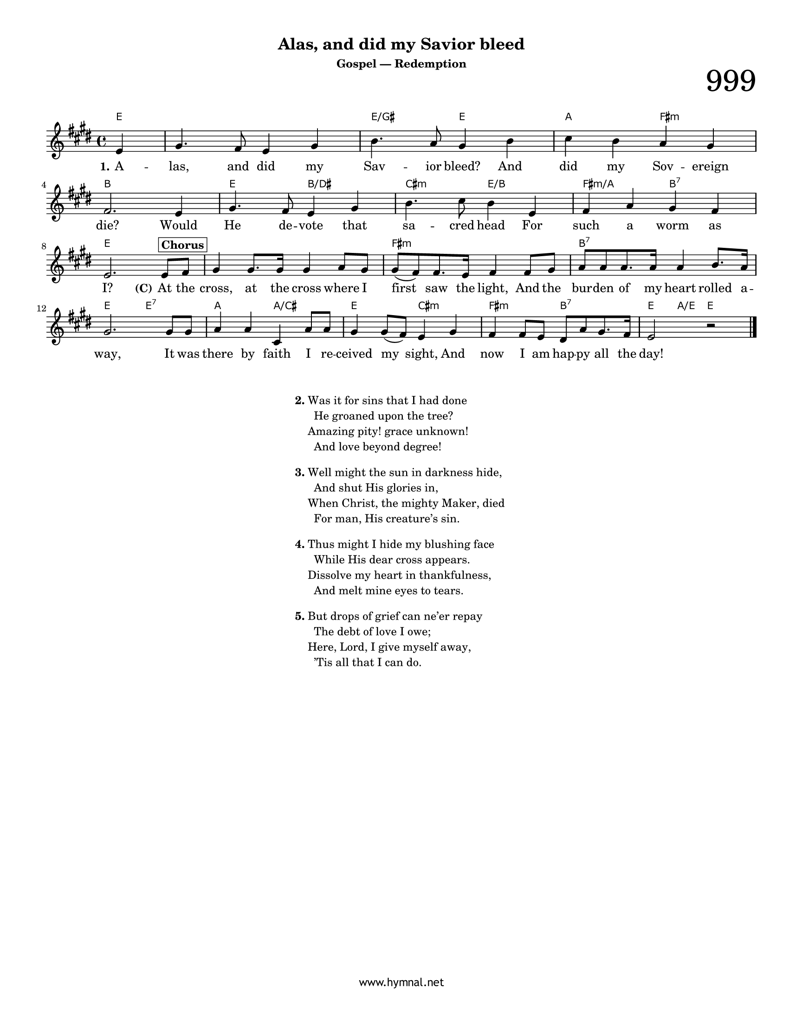 Alas, and did my Savior bleed
Gospel — Redemption
999
E E/G♯ E A F♯m
1. A - las, and did my Sav - ior bleed? And did my Sov - ereign
4 B E B/D♯ C♯m E/B F♯m/A B7
die? Would He de-vote that sa - cred head For such a worm as
8 E Chorus F♯m B7
I? (C) At the cross, at the cross where I first saw the light, And the burden of my heart rolled a-
12 E E7 A A/C♯ E C♯m F♯m B7 E A/E E
way, It was there by faith I re-ceived my sight, And now I am hap-py all the day!
2. Was it for sins that I had done
He groaned upon the tree?
Amazing pity! grace unknown!
And love beyond degree!
3. Well might the sun in darkness hide,
And shut His glories in,
When Christ, the mighty Maker, died
For man, His creature’s sin.
4. Thus might I hide my blushing face
While His dear cross appears.
Dissolve my heart in thankfulness,
And melt mine eyes to tears.
5. But drops of grief can ne’er repay
The debt of love I owe;
Here, Lord, I give myself away,
’Tis all that I can do.
www.hymnal.net